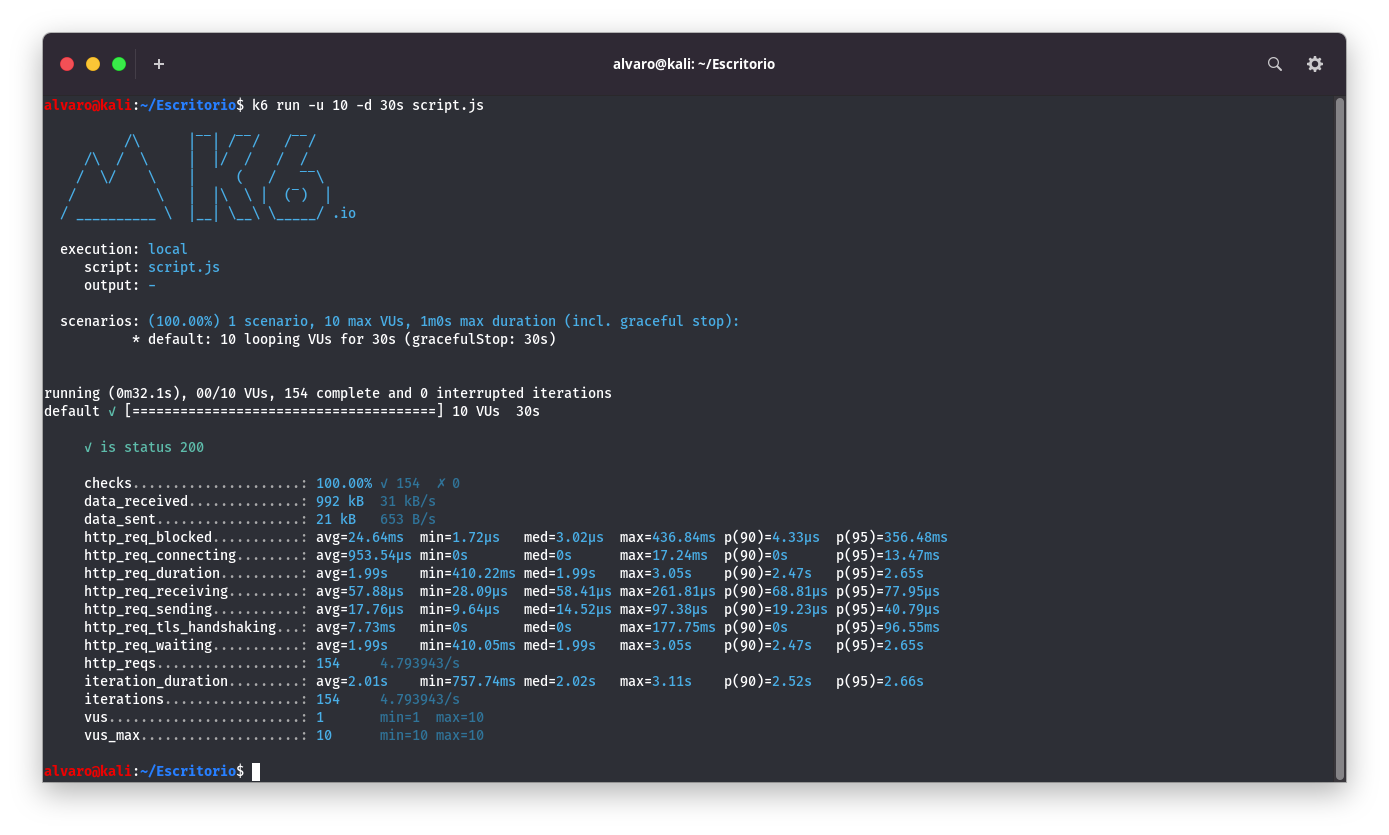 alvaro@kali: ~/Escritorio
alvaro@kali:~/Escritorio$ k6 run -u 10 -d 30s script.js
          /\      |‾‾| /‾‾/   /‾‾/
     /\  /  \     |  |/  /   /  /
    /  \/    \    |     (   /   ‾‾\
   /          \   |  |\  \ |  (‾)  |
  / __________ \  |__| \__\ \_____/ .io
  execution: local
     script: script.js
     output: -
  scenarios: (100.00%) 1 scenario, 10 max VUs, 1m0s max duration (incl. graceful stop):
           * default: 10 looping VUs for 30s (gracefulStop: 30s)
running (0m32.1s), 00/10 VUs, 154 complete and 0 interrupted iterations
default ✓ [======================================] 10 VUs  30s
     ✓ is status 200
     checks.....................: 100.00% ✓ 154  ✗ 0
     data_received..............: 992 kB  31 kB/s
     data_sent..................: 21 kB   653 B/s
     http_req_blocked...........: avg=24.64ms  min=1.72µs   med=3.02µs  max=436.84ms p(90)=4.33µs  p(95)=356.48ms
     http_req_connecting........: avg=953.54µs min=0s       med=0s      max=17.24ms  p(90)=0s      p(95)=13.47ms
     http_req_duration..........: avg=1.99s    min=410.22ms med=1.99s   max=3.05s    p(90)=2.47s   p(95)=2.65s
     http_req_receiving.........: avg=57.88µs  min=28.09µs  med=58.41µs max=261.81µs p(90)=68.81µs p(95)=77.95µs
     http_req_sending...........: avg=17.76µs  min=9.64µs   med=14.52µs max=97.38µs  p(90)=19.23µs p(95)=40.79µs
     http_req_tls_handshaking...: avg=7.73ms   min=0s       med=0s      max=177.75ms p(90)=0s      p(95)=96.55ms
     http_req_waiting...........: avg=1.99s    min=410.05ms med=1.99s   max=3.05s    p(90)=2.47s   p(95)=2.65s
     http_reqs..................: 154     4.793943/s
     iteration_duration.........: avg=2.01s    min=757.74ms med=2.02s   max=3.11s    p(90)=2.52s   p(95)=2.66s
     iterations.................: 154     4.793943/s
     vus........................: 1       min=1  max=10
     vus_max....................: 10      min=10 max=10
alvaro@kali:~/Escritorio$